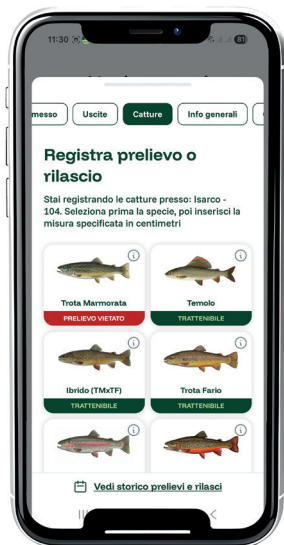 11:30
81
messo
Uscite
Catture
Info generali
Registra prelievo o
rilascio
Stai registrando le catture presso: Isarco -
104. Seleziona prima la specie, poi inserisci la
misura specificata in centimetri
Trota Marmorata
Temolo
PRELIEVO VIETATO
TRATTENIBILE
Ibrido (TMxTF)
Trota Fario
TRATTENIBILE
TRATTENIBILE
Vedi storico prelievi e rilasci